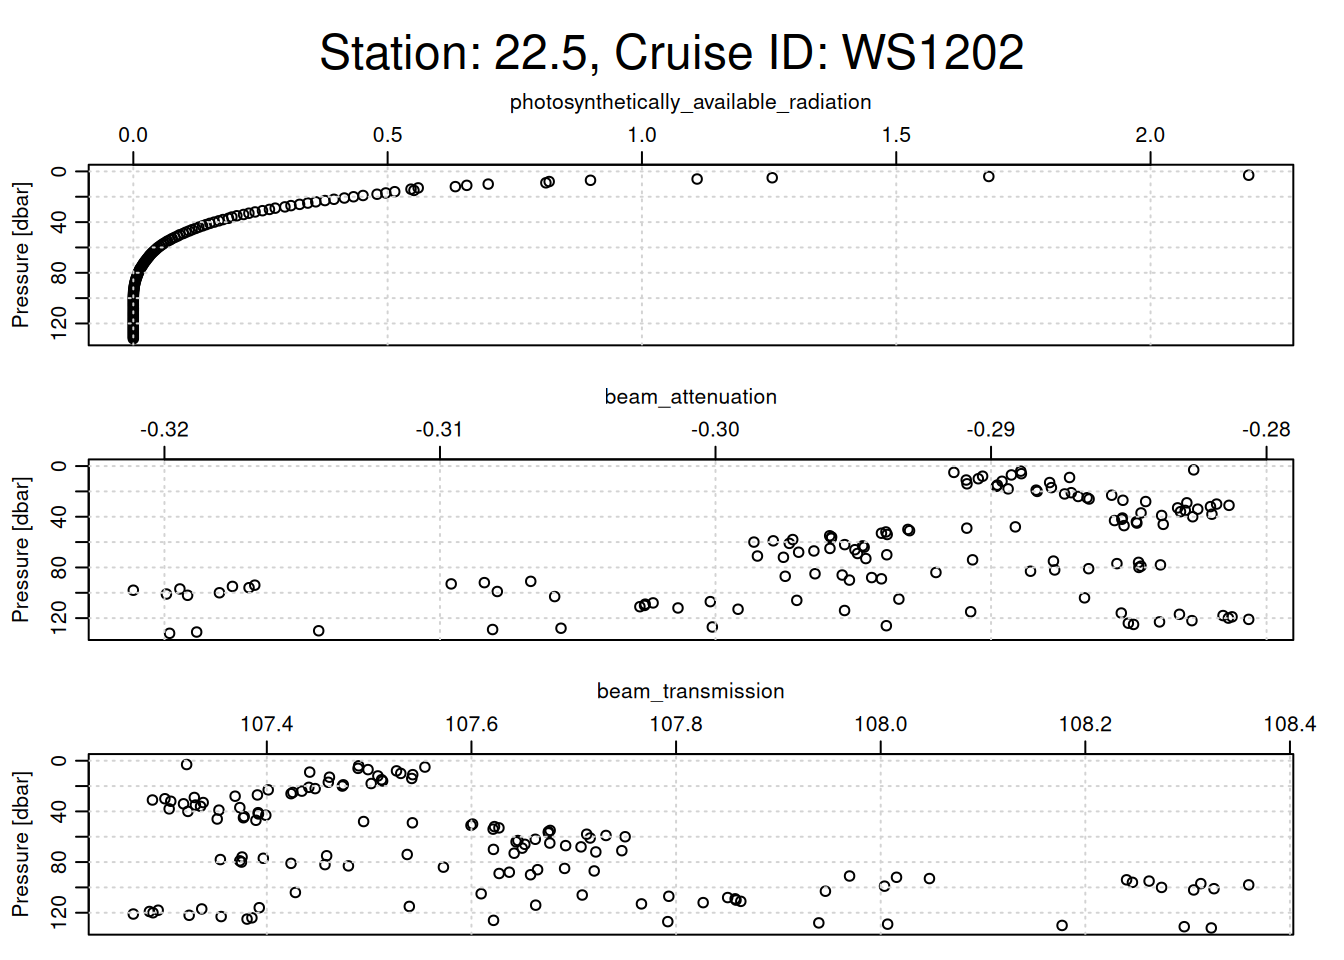 Station: 22.5, Cruise ID: WS1202
photosynthetically_available_radiation
0.0 0.5 1.0 1.5 2.0
Pressure [dbar]
0 40 80 120
beam_attenuation
-0.32 -0.31 -0.30 -0.29 -0.28
Pressure [dbar]
0 40 80 120
beam_transmission
107.4 107.6 107.8 108.0 108.2 108.4
Pressure [dbar]
0 40 80 120